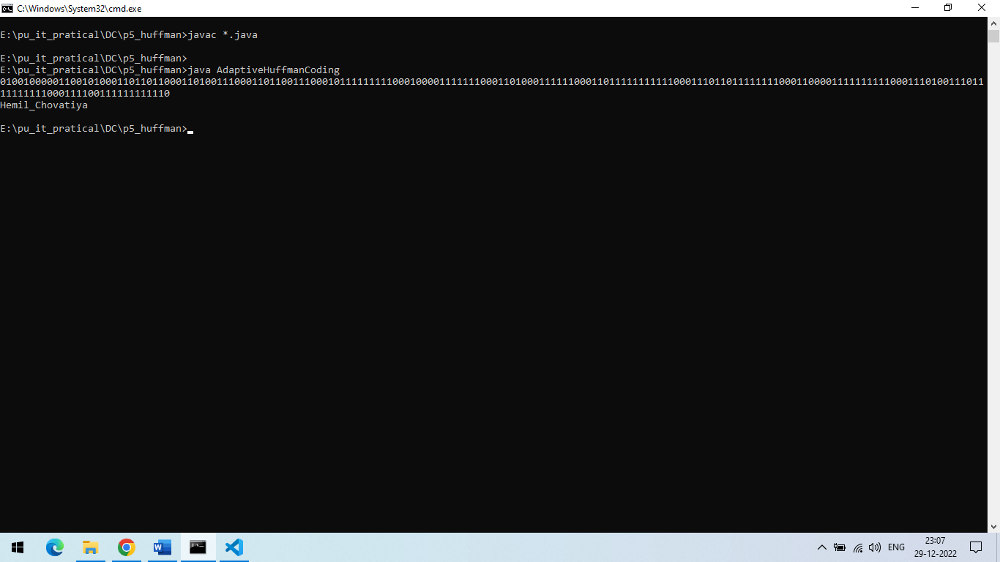 C:\Windows\System32\cmd.exe
E:\pu_it_pratical\DC\p5_huffman>javac *.java
E:\pu_it_pratical\DC\p5_huffman>
E:\pu_it_pratical\DC\p5_huffman>java AdaptiveHuffmanCoding
010010000011001010001101101100011010011100011011001110001011111111110001000011111111000110100011111110001101111111111110001110110111111111000110000111111111110001110100111011
11111111000111100111111111110
Hemil_Chovatiya
E:\pu_it_pratical\DC\p5_huffman>
ENG
23:07
29-12-2022